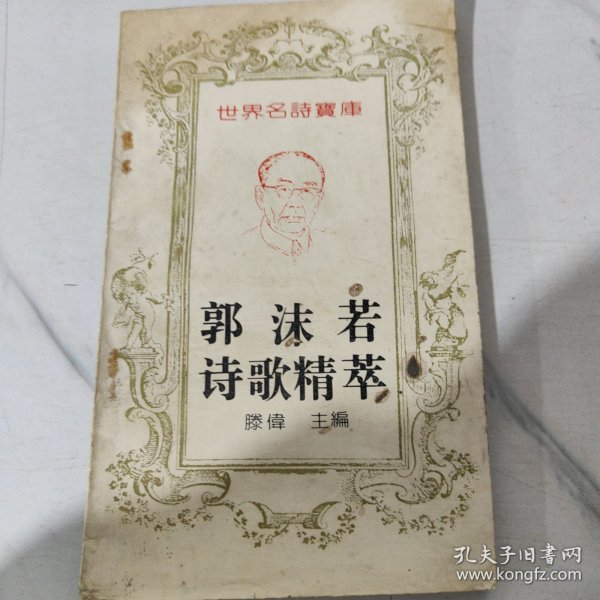 世界名詩寶庫
郭沫若
诗歌精萃
滕偉 主編
孔夫子旧书网
www.kongfz.com